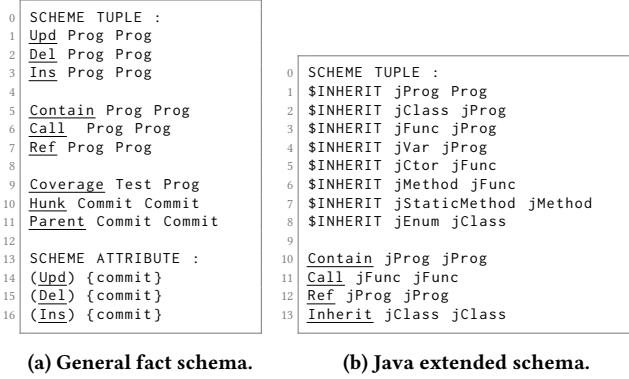 0 SCHEME TUPLE :
1 Upd Prog Prog
2 Del Prog Prog
3 Ins Prog Prog
4
5 Contain Prog Prog
6 Call Prog Prog
7 Ref Prog Prog
8
9 Coverage Test Prog
10 Hunk Commit Commit
11 Parent Commit Commit
12
13 SCHEME ATTRIBUTE :
14 (Upd) {commit}
15 (Del) {commit}
16 (Ins) {commit}
(a) General fact schema.
0 SCHEME TUPLE :
1 $INHERIT jProg Prog
2 $INHERIT jClass jProg
3 $INHERIT jFunc jProg
4 $INHERIT jVar jProg
5 $INHERIT jCtor jFunc
6 $INHERIT jMethod jFunc
7 $INHERIT jStaticMethod jMethod
8 $INHERIT jEnum jClass
9
10 Contain jProg jProg
11 Call jFunc jFunc
12 Ref jProg jProg
13 Inherit jClass jClass
(b) Java extended schema.